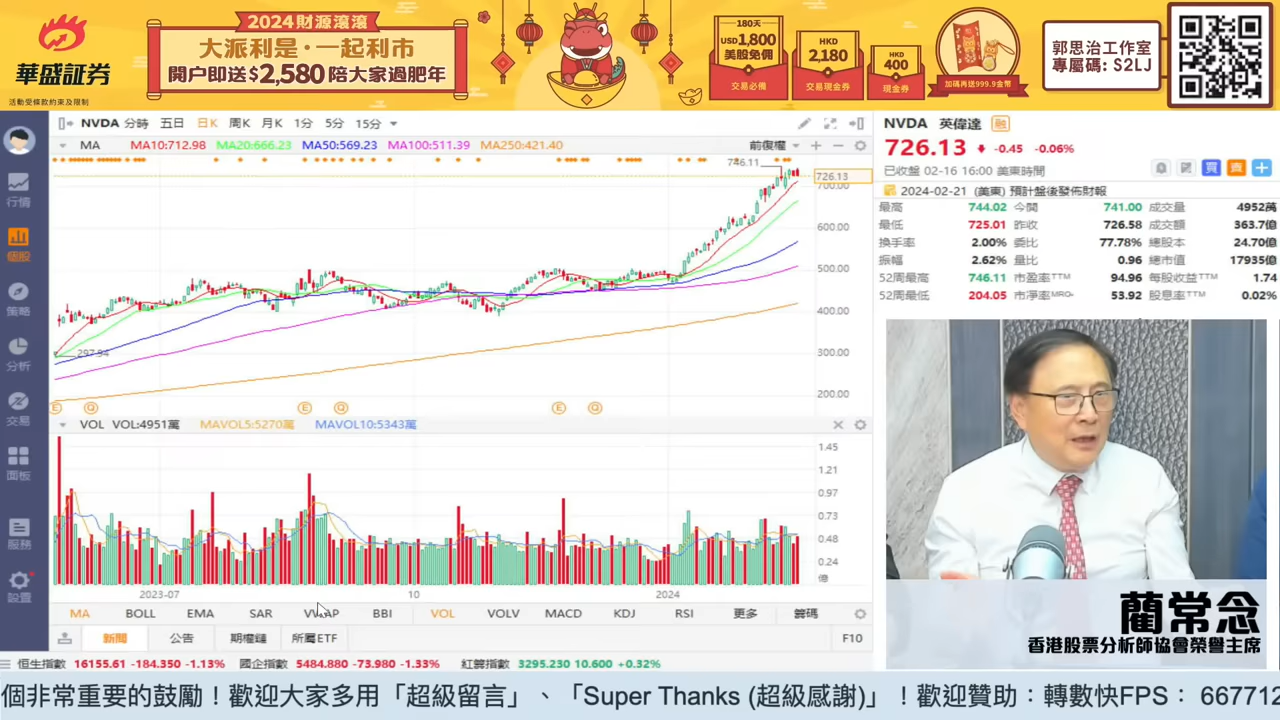 華盛証券
活動受條款約束及限制
2024財源滾滾
大派利是·一起利市
開户即送$2,580陪大家過肥年
180天
USD 1,800
美股免佣
交易必備
HKD
2,180
交易現金券
HKD
400
現金券
加碼再送999.9金幣
郭思治工作室
專屬碼: S2LJ
NVDA 分時 五日 日K 周K 月K 1分 5分 15分
MA MA10:712.98 MA20:666.23 MA50:569.23 MA100:511.39 MA250:421.40 前復權
746.11
726.13
700.00
600.00
500.00
400.00
300.00
200.00
297.94
E Q E Q E Q
VOL VOL:4951萬 MAVOL5:5270萬 MAVOL10:5343萬
1.45
1.21
0.97
0.73
0.48
0.24
億
2023-07 10 2024
MA BOLL EMA SAR VWAP BBI VOL VOLV MACD KDJ RSI 更多 籌碼
新聞 公告 期權鏈 所屬ETF F10
行情
個股
策略
分析
交易
面板
服務
設置
NVDA 英偉達 融
726.13 -0.45 -0.06%
已收盤 02-16 16:00 美東時間
買 賣
2024-02-21 (美東) 預計盤後發佈財報
最高 744.02 今開 741.00 成交量 4952萬
最低 725.01 昨收 726.58 成交額 363.7億
換手率 2.00% 委比 77.78% 總股本 24.70億
振幅 2.62% 量比 0.96 總市值 17935億
52周最高 746.11 市盈率TTM 94.96 每股收益TTM 1.74
52周最低 204.05 市淨率MRQ 53.92 股息率TTM 0.02%
藺常念
香港股票分析師協會榮譽主席
恒生指數 16155.61 -184.350 -1.13% 國企指數 5484.880 -73.980 -1.33% 紅籌指數 3295.230 10.600 +0.32%
個非常重要的鼓勵！歡迎大家多用「超級留言」、「Super Thanks (超級感謝)」！歡迎贊助：轉數快FPS： 667712